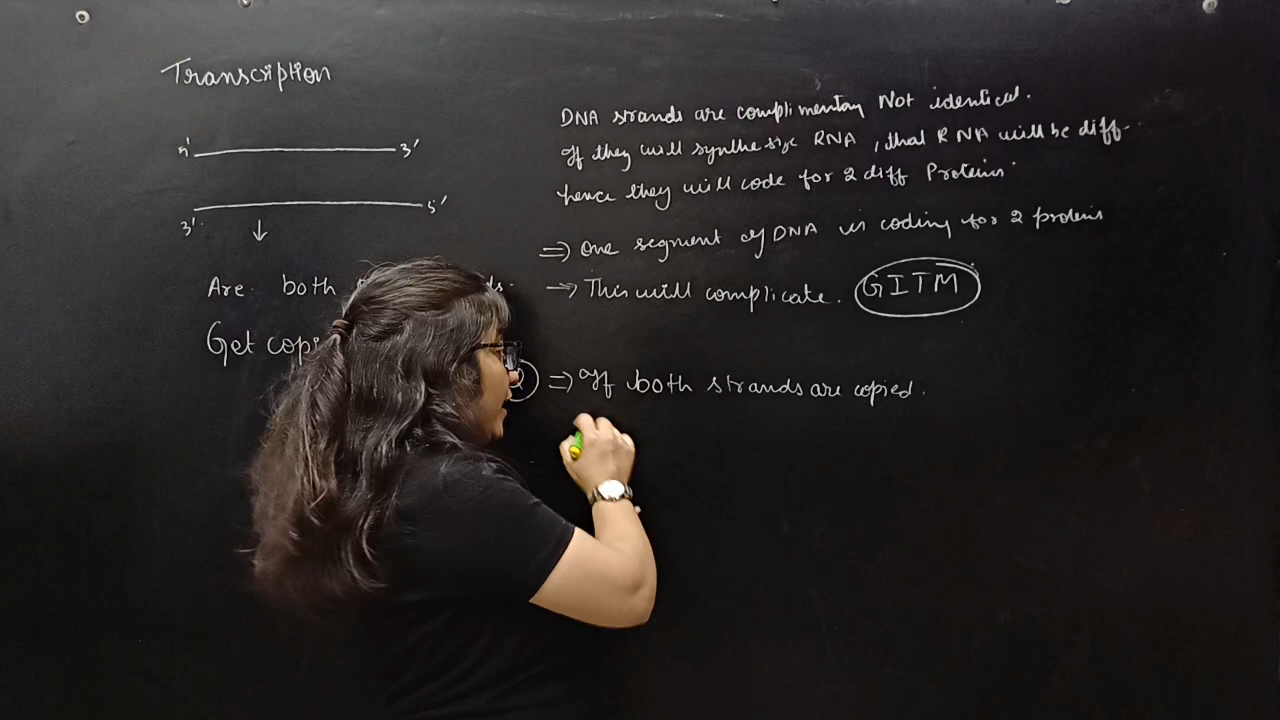 Transcription
5' 3'
3' 5'
Are both
Get
DNA strands are complimentary Not identical.
If they will synthesize RNA, that RNA will be diff.
hence they will code for 2 diff Proteins.
=> One segment of DNA is coding for 2 proteins
-> This will complicate. GITM
=> If both strands are copied.